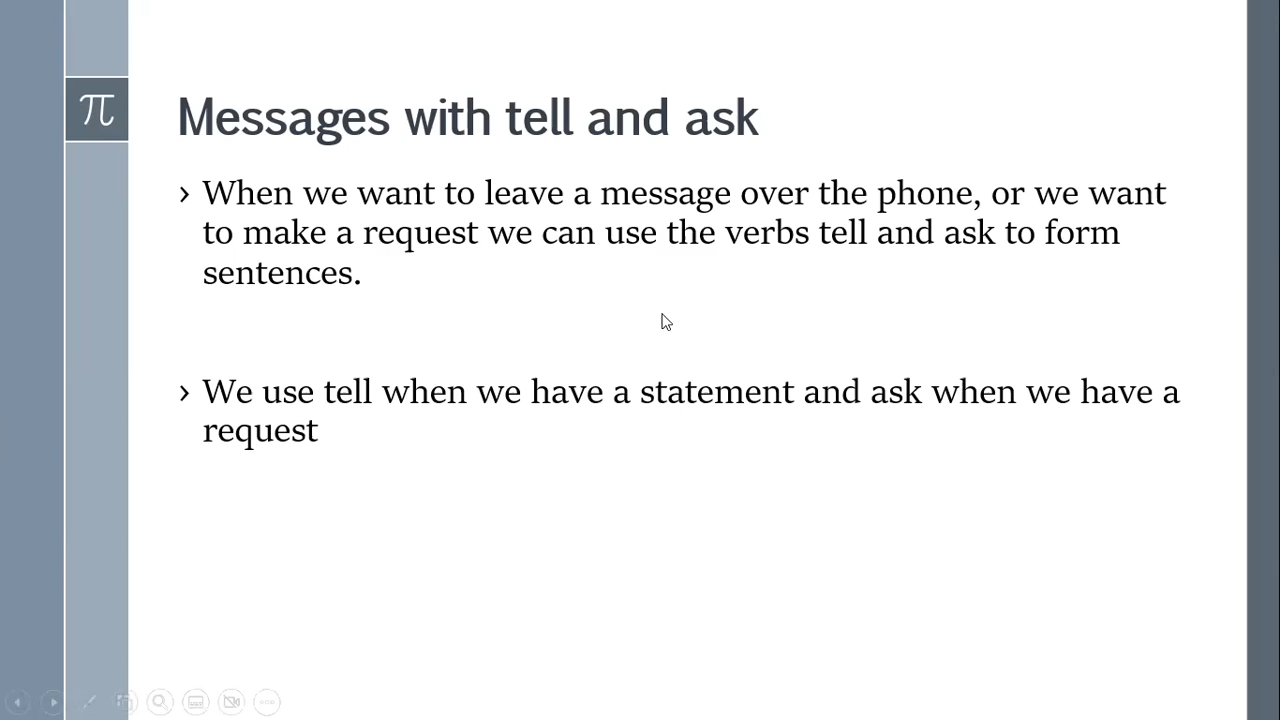 π
Messages with tell and ask
› When we want to leave a message over the phone, or we want
to make a request we can use the verbs tell and ask to form
sentences.
› We use tell when we have a statement and ask when we have a
request